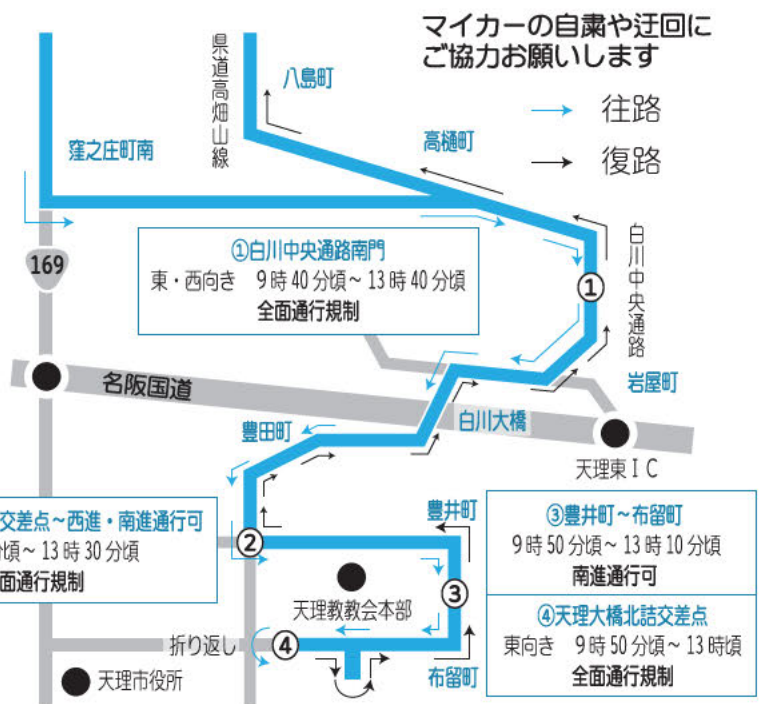 マイカーの自粛や迂回に
ご協力お願いします
往路
復路
県道高畑山線
八島町
高樋町
窪之庄町南
169
①白川中央通路南門
東・西向き 9時40分頃～13時40分頃
全面通行規制
白川中央通路
①
名阪国道
岩屋町
白川大橋
天理東IC
豊田町
交差点～西進・南進通行可
分頃～13時30分頃
面通行規制
②
豊井町
③
天理教教会本部
③豊井町～布留町
9時50分頃～13時10分頃
南進通行可
④天理大橋北詰交差点
東向き 9時50分頃～13時頃
全面通行規制
折り返し
④
布留町
天理市役所